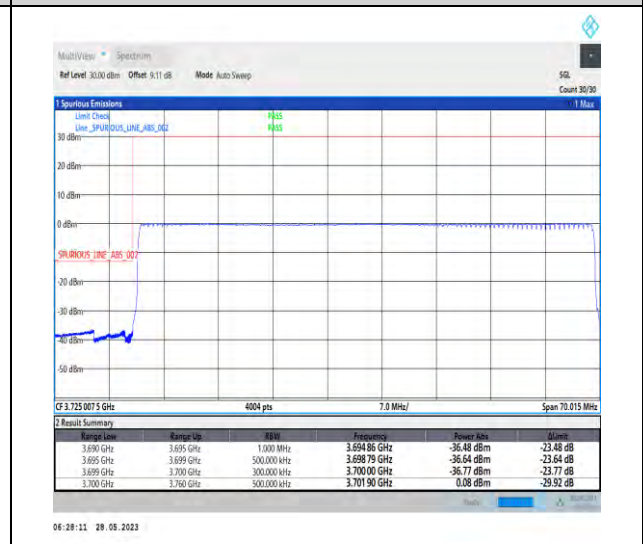 MultiView Spectrum
Ref Level 30.00 dBm Offset 9.11 dB Mode Auto Sweep SGL
Count 30/30
1 Spurious Emissions 1 Max
Limit Check PASS
Line _SPURIOUS_LINE_ABS_002 PASS
30 dBm
20 dBm
10 dBm
0 dBm
SPURIOUS_LINE_ABS_002
-20 dBm
-30 dBm
-40 dBm
-50 dBm
CF 3.725 007 5 GHz 4004 pts 7.0 MHz/ Span 70.015 MHz
2 Result Summary
Range Low Range Up RBW Frequency Power Abs ΔLimit
3.690 GHz 3.695 GHz 1.000 MHz 3.694 86 GHz -36.48 dBm -23.48 dB
3.695 GHz 3.699 GHz 500.000 kHz 3.698 79 GHz -36.64 dBm -23.64 dB
3.699 GHz 3.700 GHz 300.000 kHz 3.700 00 GHz -36.77 dBm -23.77 dB
3.700 GHz 3.760 GHz 500.000 kHz 3.701 90 GHz 0.08 dBm -29.92 dB
Ready
06:28:11 28.05.2023